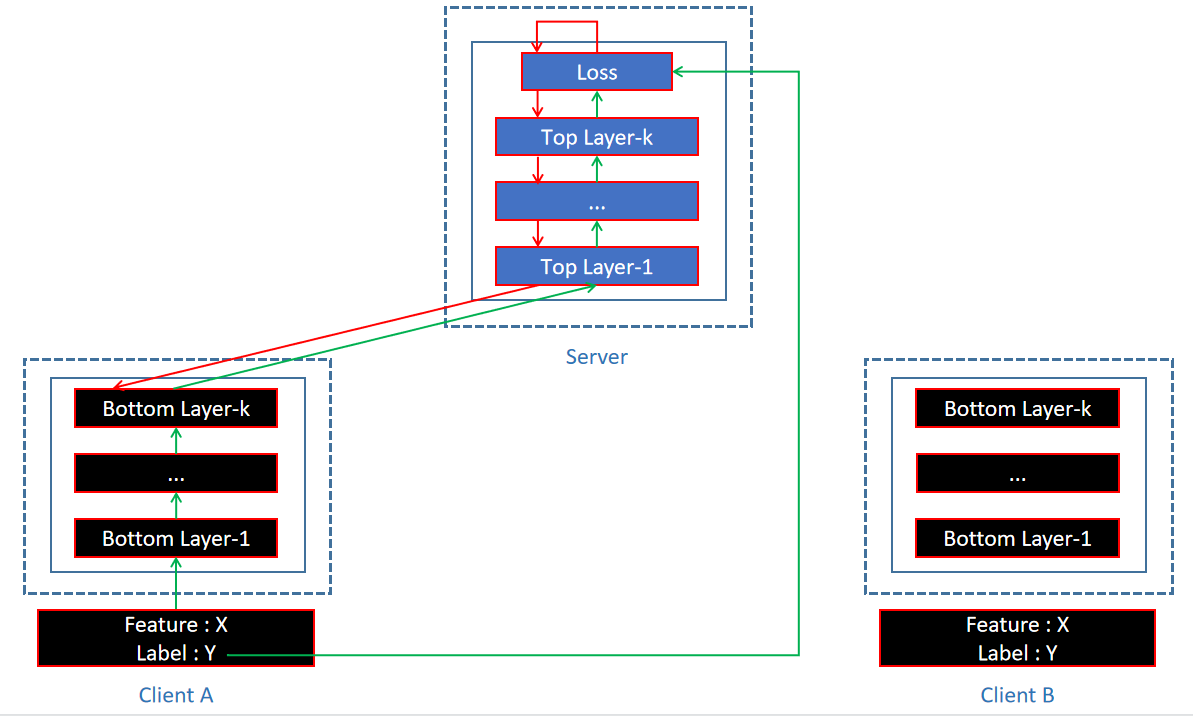 Loss
Top Layer-k
...
Top Layer-1
Server
Bottom Layer-k
...
Bottom Layer-1
Feature : X
Label : Y
Client A
Bottom Layer-k
...
Bottom Layer-1
Feature : X
Label : Y
Client B